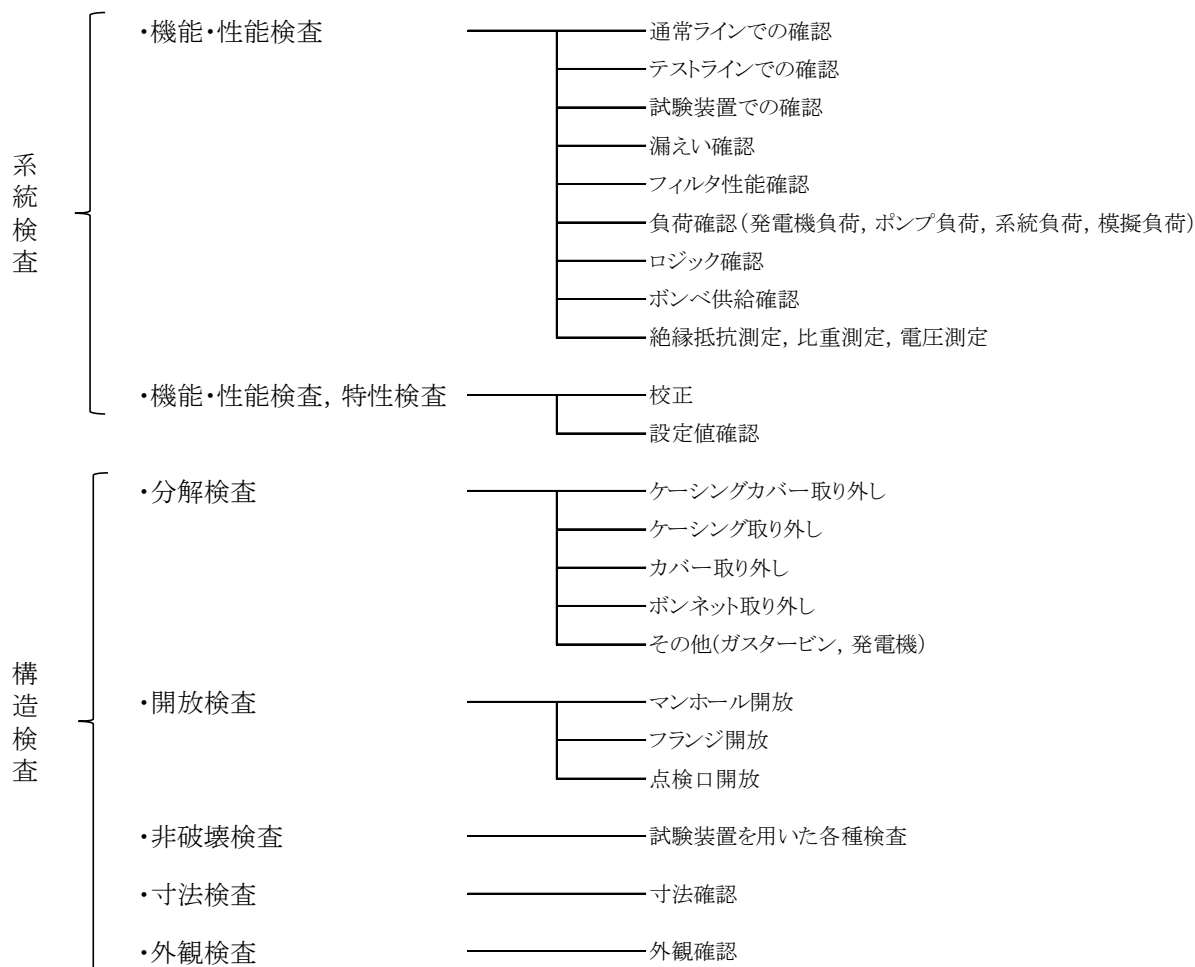 系統検査
・機能・性能検査
通常ラインでの確認
テストラインでの確認
試験装置での確認
漏えい確認
フィルタ性能確認
負荷確認(発電機負荷, ポンプ負荷, 系統負荷, 模擬負荷)
ロジック確認
ボンベ供給確認
絶縁抵抗測定, 比重測定, 電圧測定
・機能・性能検査, 特性検査
校正
設定値確認
構造検査
・分解検査
ケーシングカバー取り外し
ケーシング取り外し
カバー取り外し
ボンネット取り外し
その他(ガスタービン, 発電機)
・開放検査
マンホール開放
フランジ開放
点検口開放
・非破壊検査
試験装置を用いた各種検査
・寸法検査
寸法確認
・外観検査
外観確認